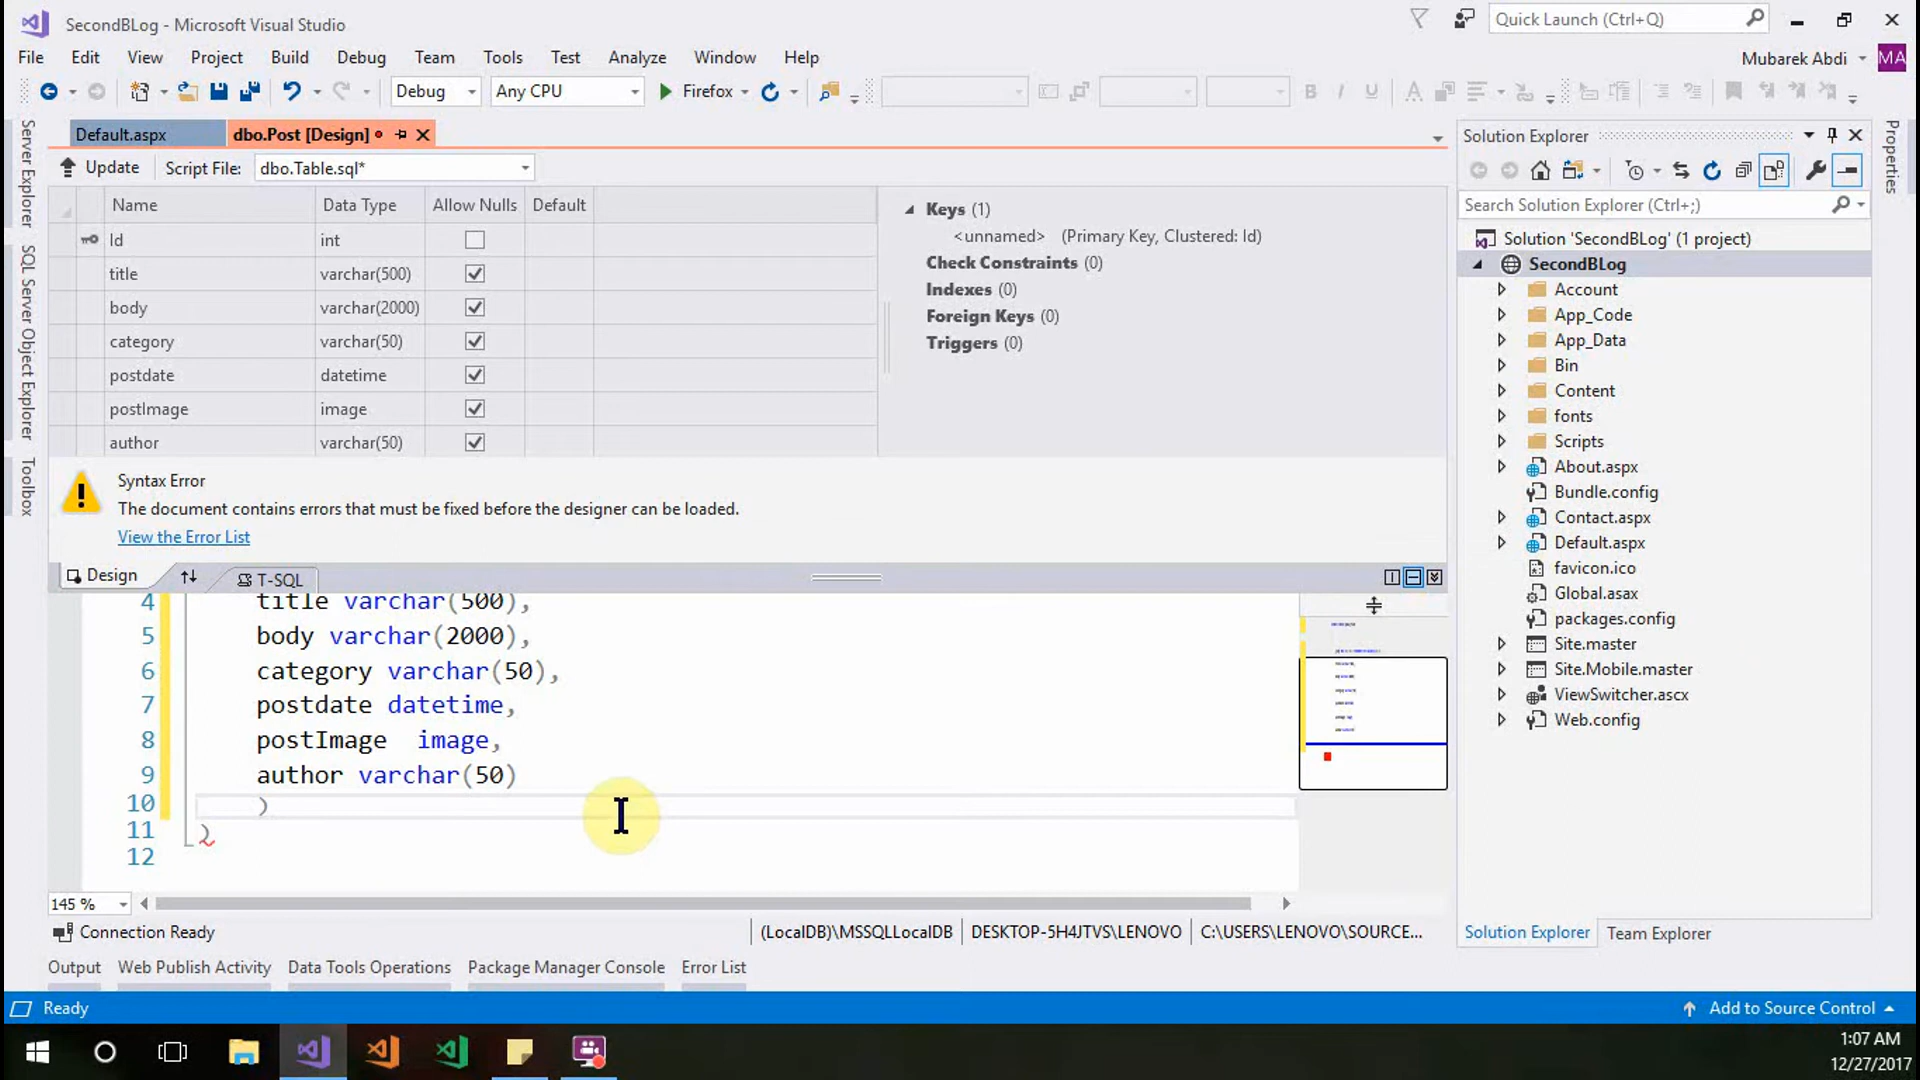 SecondBLog - Microsoft Visual Studio
Quick Launch (Ctrl+Q)
File Edit View Project Build Debug Team Tools Test Analyze Window Help
Mubarek Abdi MA
Debug Any CPU Firefox
Default.aspx dbo.Post [Design]
Update Script File: dbo.Table.sql*
Name Data Type Allow Nulls Default
Id int
title varchar(500)
body varchar(2000)
category varchar(50)
postdate datetime
postImage image
author varchar(50)
Keys (1)
<unnamed> (Primary Key, Clustered: Id)
Check Constraints (0)
Indexes (0)
Foreign Keys (0)
Triggers (0)
Syntax Error
The document contains errors that must be fixed before the designer can be loaded.
View the Error List
Design T-SQL
4 title varchar(500),
5 body varchar(2000),
6 category varchar(50),
7 postdate datetime,
8 postImage image,
9 author varchar(50)
10 )
11 )
12
145 %
Connection Ready
(LocalDB)\MSSQLLocalDB DESKTOP-5H4JTVS\LENOVO C:\USERS\LENOVO\SOURCE...
Output Web Publish Activity Data Tools Operations Package Manager Console Error List
Server Explorer
SQL Server Object Explorer
Toolbox
Solution Explorer
Search Solution Explorer (Ctrl+;)
Solution 'SecondBLog' (1 project)
SecondBLog
Account
App_Code
App_Data
Bin
Content
fonts
Scripts
About.aspx
Bundle.config
Contact.aspx
Default.aspx
favicon.ico
Global.asax
packages.config
Site.master
Site.Mobile.master
ViewSwitcher.ascx
Web.config
Solution Explorer Team Explorer
Properties
Ready
Add to Source Control
1:07 AM
12/27/2017